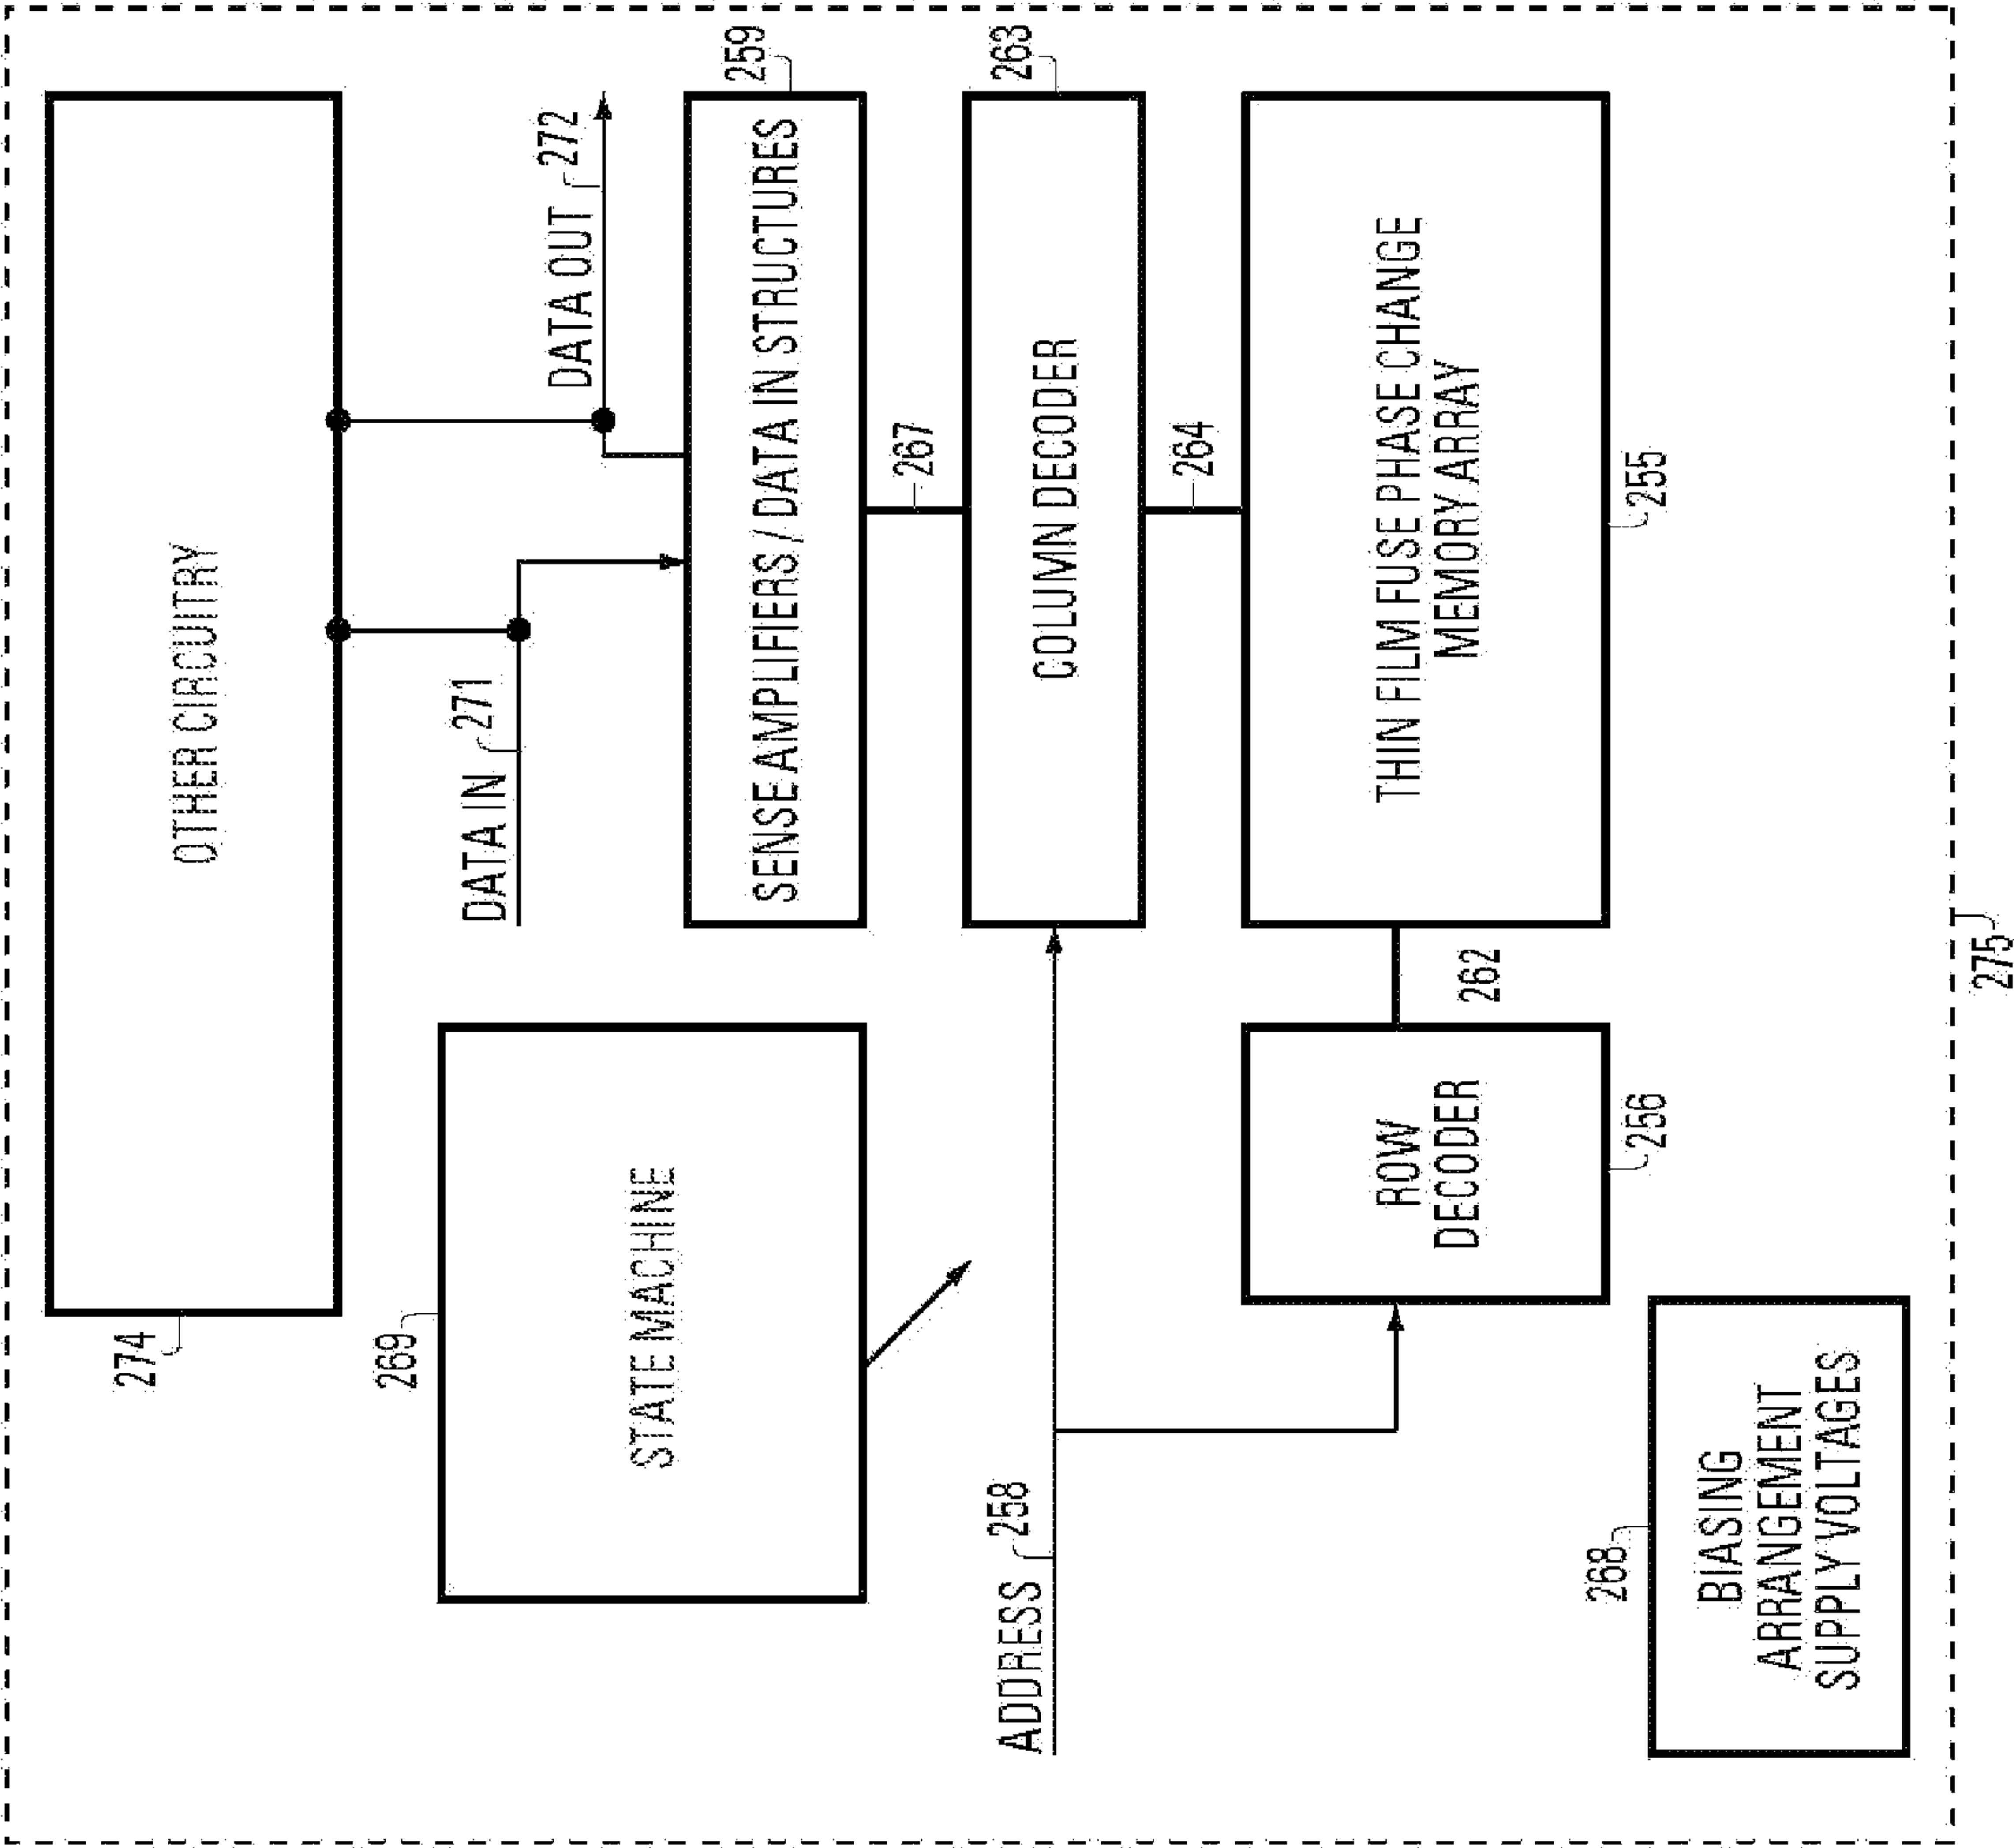 274
OTHER CIRCUITRY
269
DATA IN 271
DATA OUT 272
STATE MACHINE
259
SENSE AMPLIFIERS / DATA IN STRUCTURES
267
263
ADDRESS 258
COLUMN DECODER
264
ROW
DECODER
262
THIN FILM FUSE PHASE CHANGE
MEMORY ARRAY
268
256
255
BIASING
ARRANGEMENT
SUPPLY VOLTAGES
275